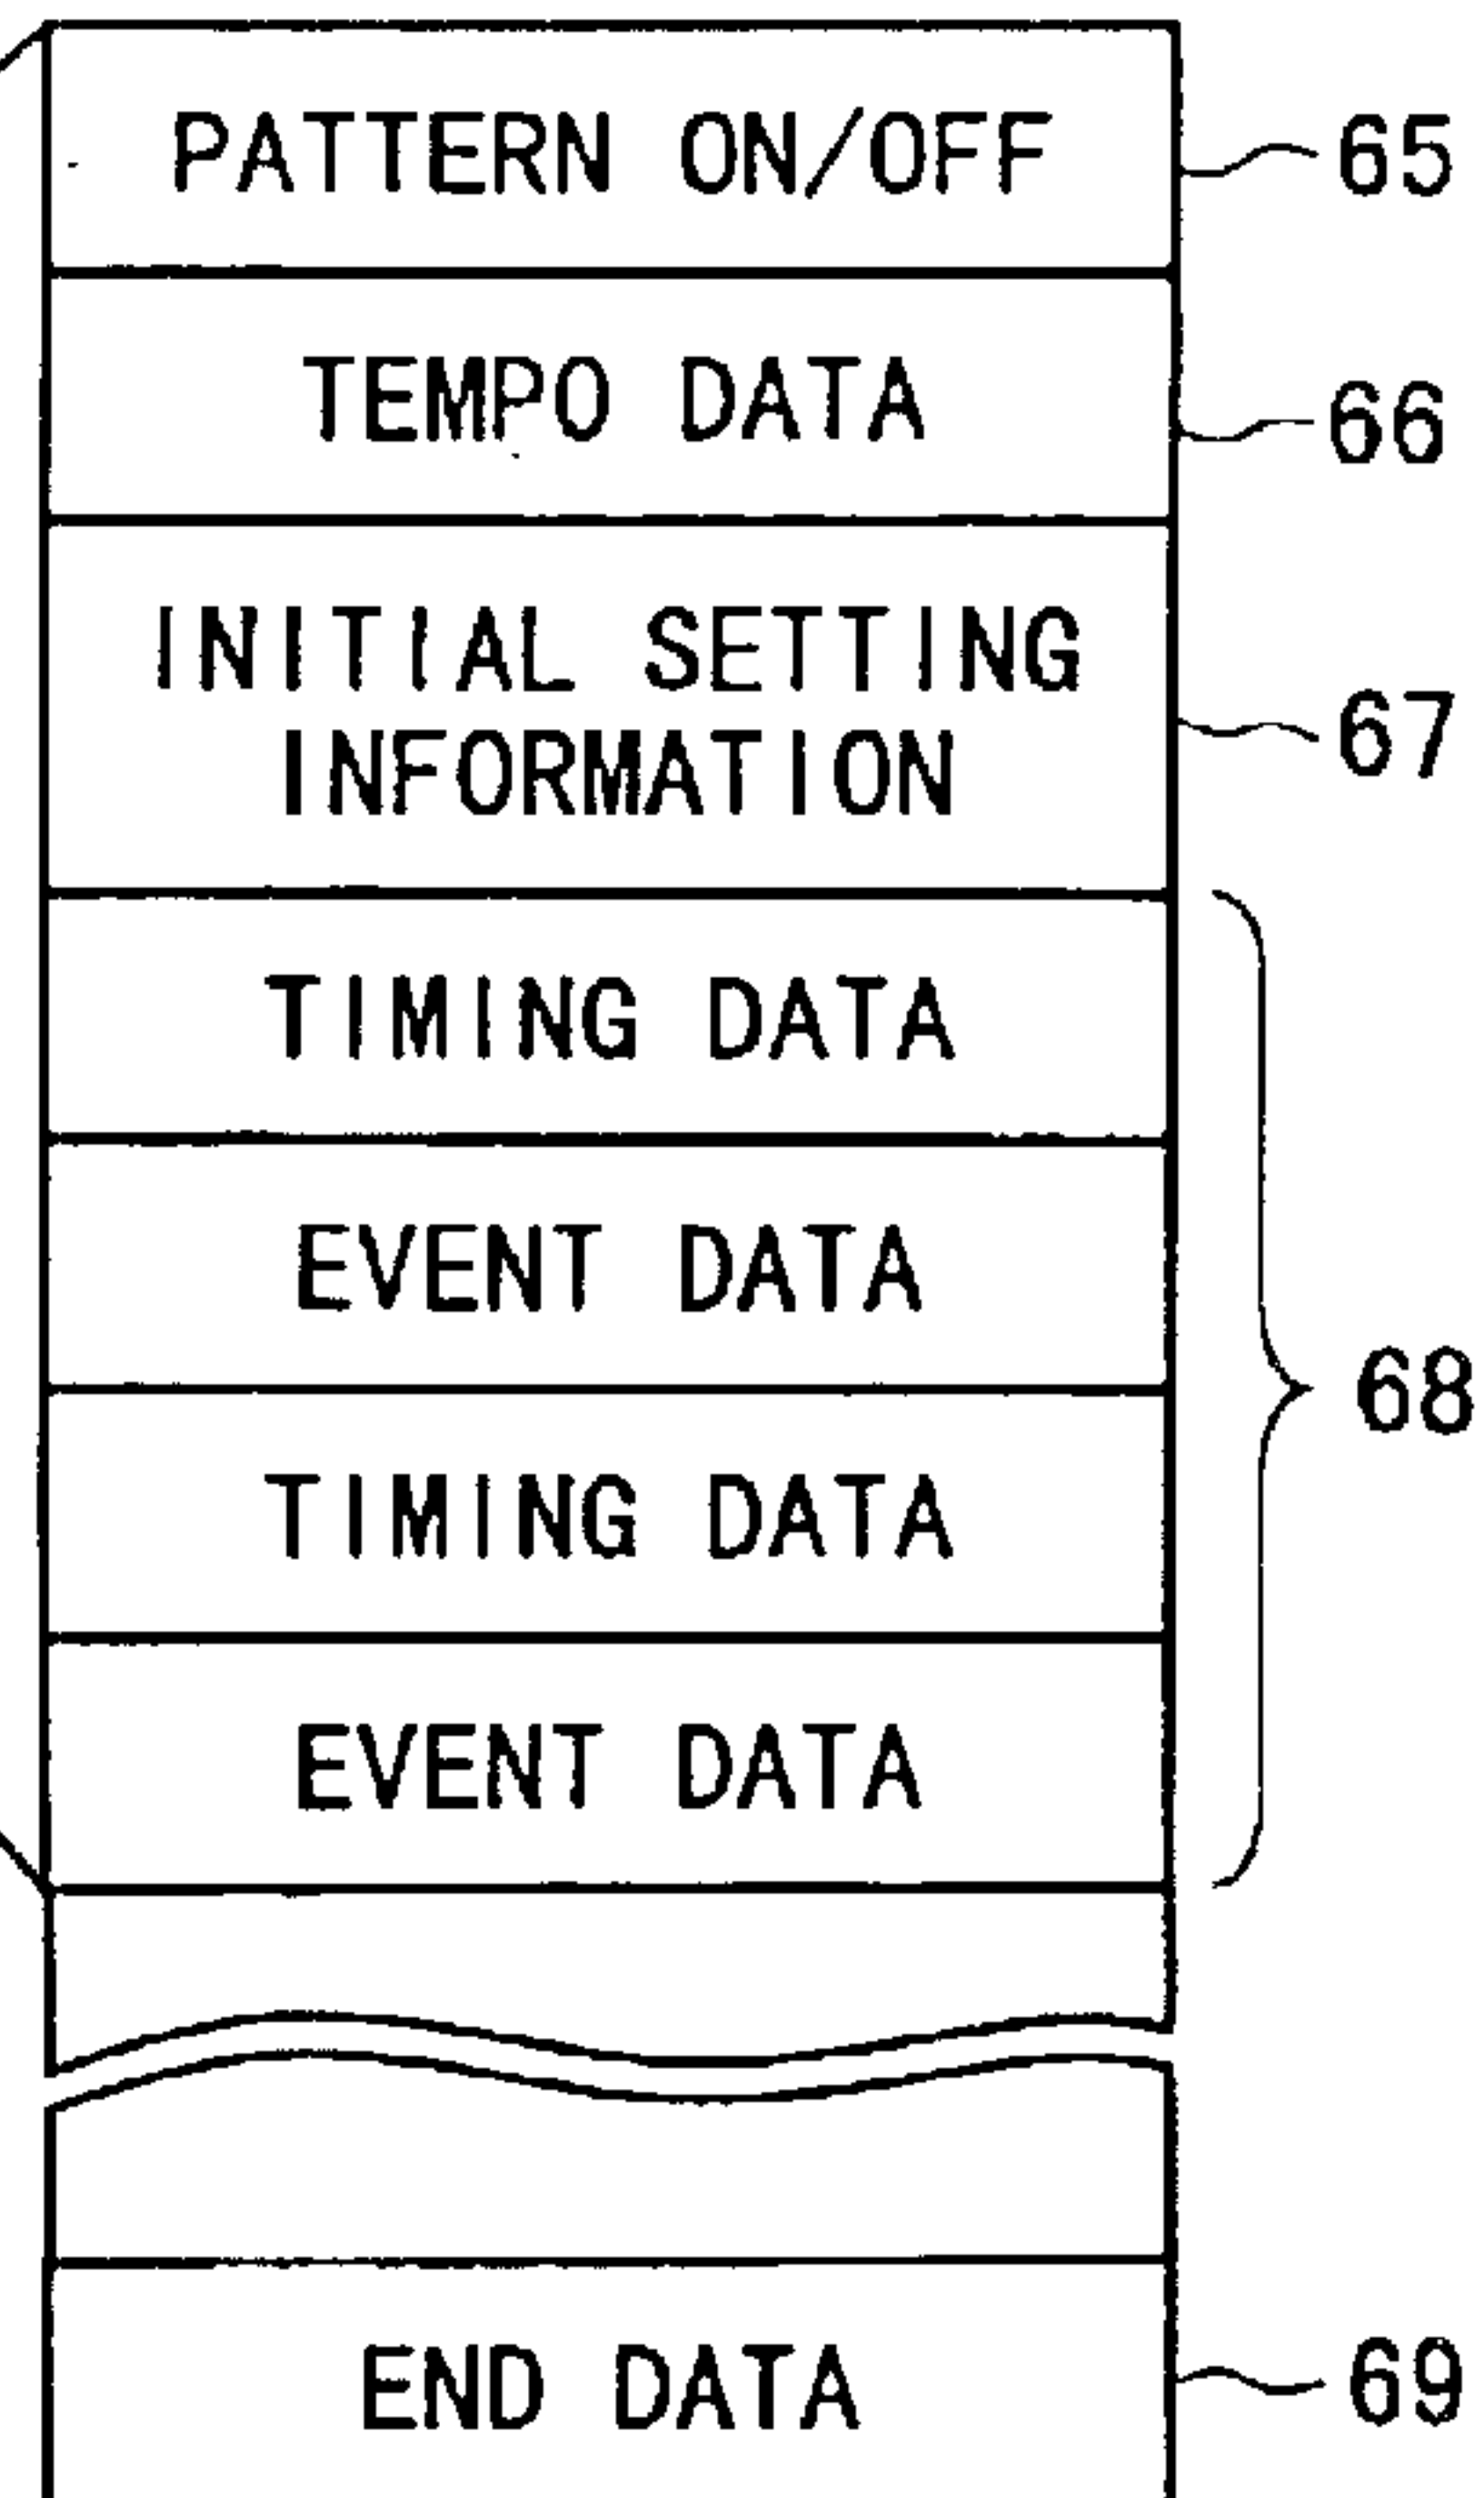 PATTERN ON/OFF 65
TEMPO DATA 66
INITIAL SETTING
INFORMATION 67
TIMING DATA
EVENT DATA
68
TIMING DATA
EVENT DATA
END DATA 69